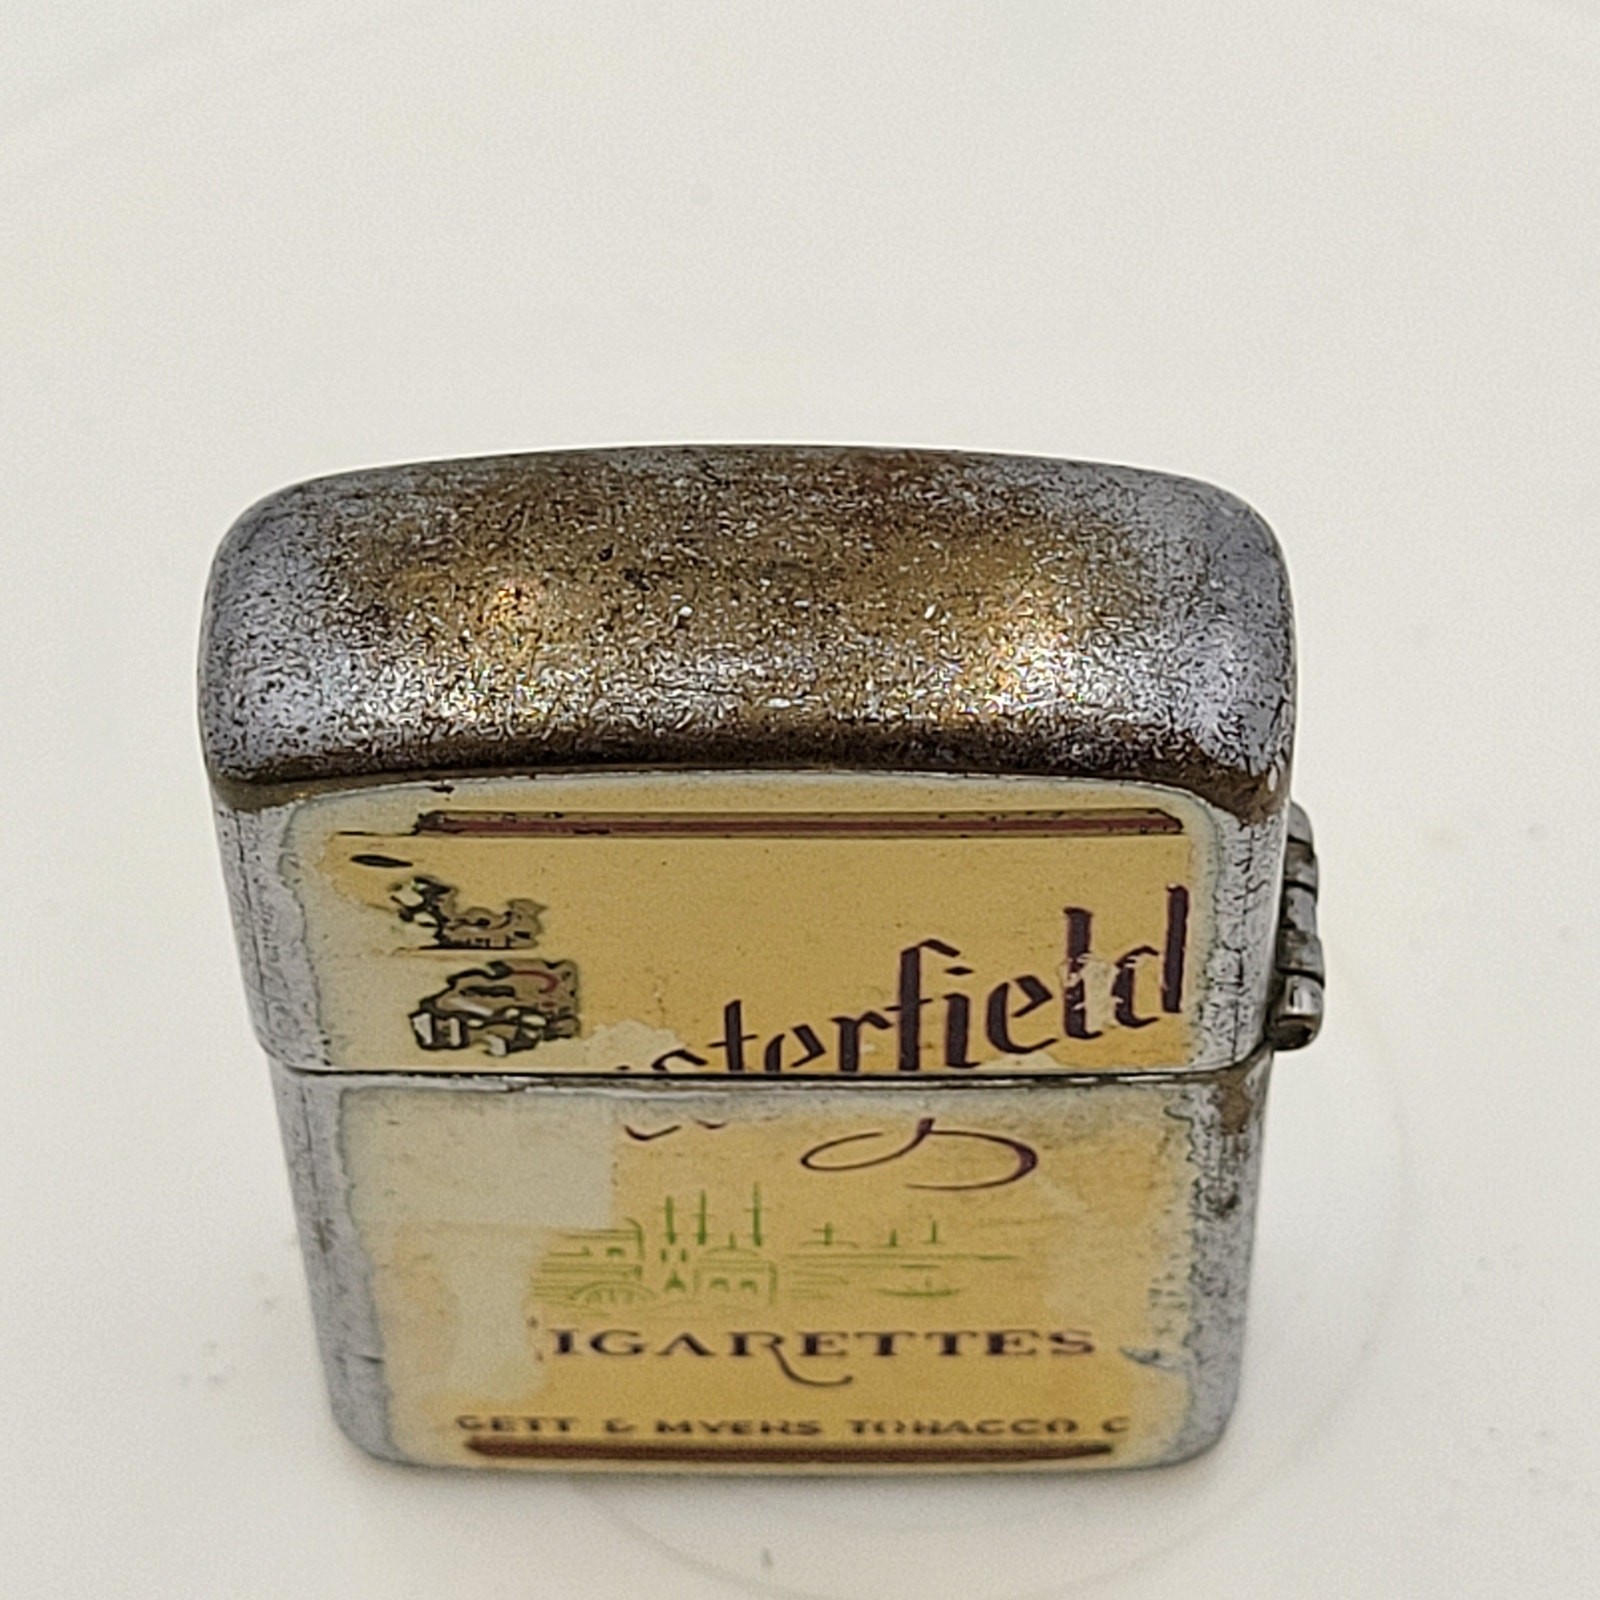 sterfield
IGARETTES
GETT & MYERS TOBACCO C